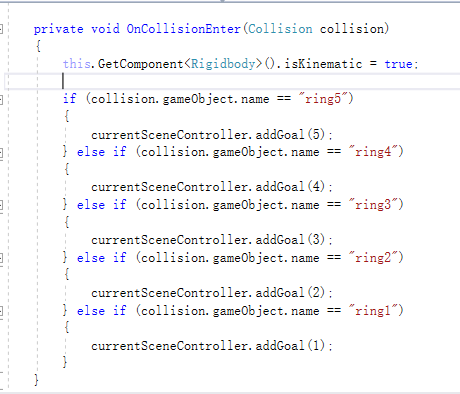 private void OnCollisionEnter(Collision collision)
{
this.GetComponent<Rigidbody>().isKinematic = true;
if (collision.gameObject.name == "ring5")
{
currentSceneController.addGoal(5);
} else if (collision.gameObject.name == "ring4")
{
currentSceneController.addGoal(4);
} else if (collision.gameObject.name == "ring3")
{
currentSceneController.addGoal(3);
} else if (collision.gameObject.name == "ring2")
{
currentSceneController.addGoal(2);
} else if (collision.gameObject.name == "ring1")
{
currentSceneController.addGoal(1);
}
}